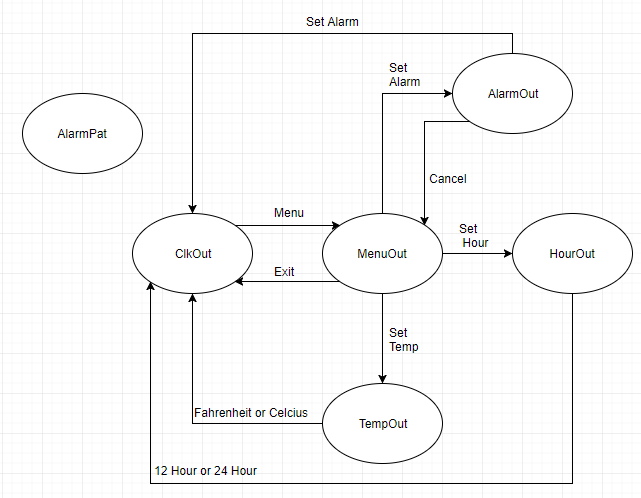 Set Alarm
Set
Alarm
AlarmOut
AlarmPat
Cancel
Menu
Set
Hour
ClkOut
MenuOut
HourOut
Exit
Set
Temp
Fahrenheit or Celcius
TempOut
12 Hour or 24 Hour